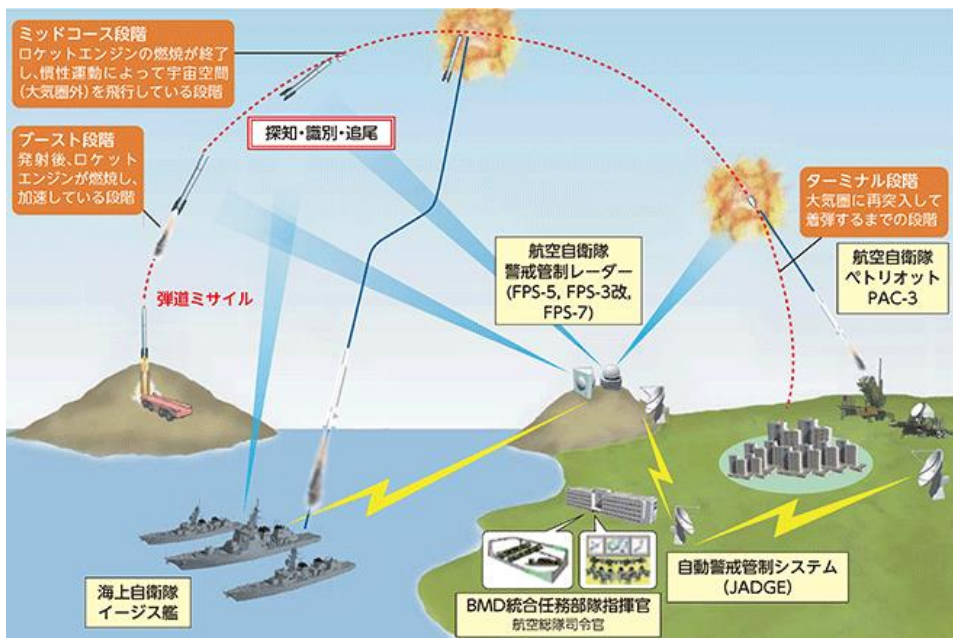 ミッドコース段階
ロケットエンジンの燃焼が終了
し、慣性運動によって宇宙空間
(大気圏外)を飛行している段階
探知・識別・追尾
ブースト段階
発射後、ロケット
エンジンが燃焼し、
加速している段階
ターミナル段階
大気圏に再突入して
着弾するまでの段階
航空自衛隊
警戒管制レーダー
(FPS-5, FPS-3改,
FPS-7)
航空自衛隊
ペトリオット
PAC-3
弾道ミサイル
海上自衛隊
イージス艦
BMD統合任務部隊指揮官
航空総隊司令官
自動警戒管制システム
(JADGE)